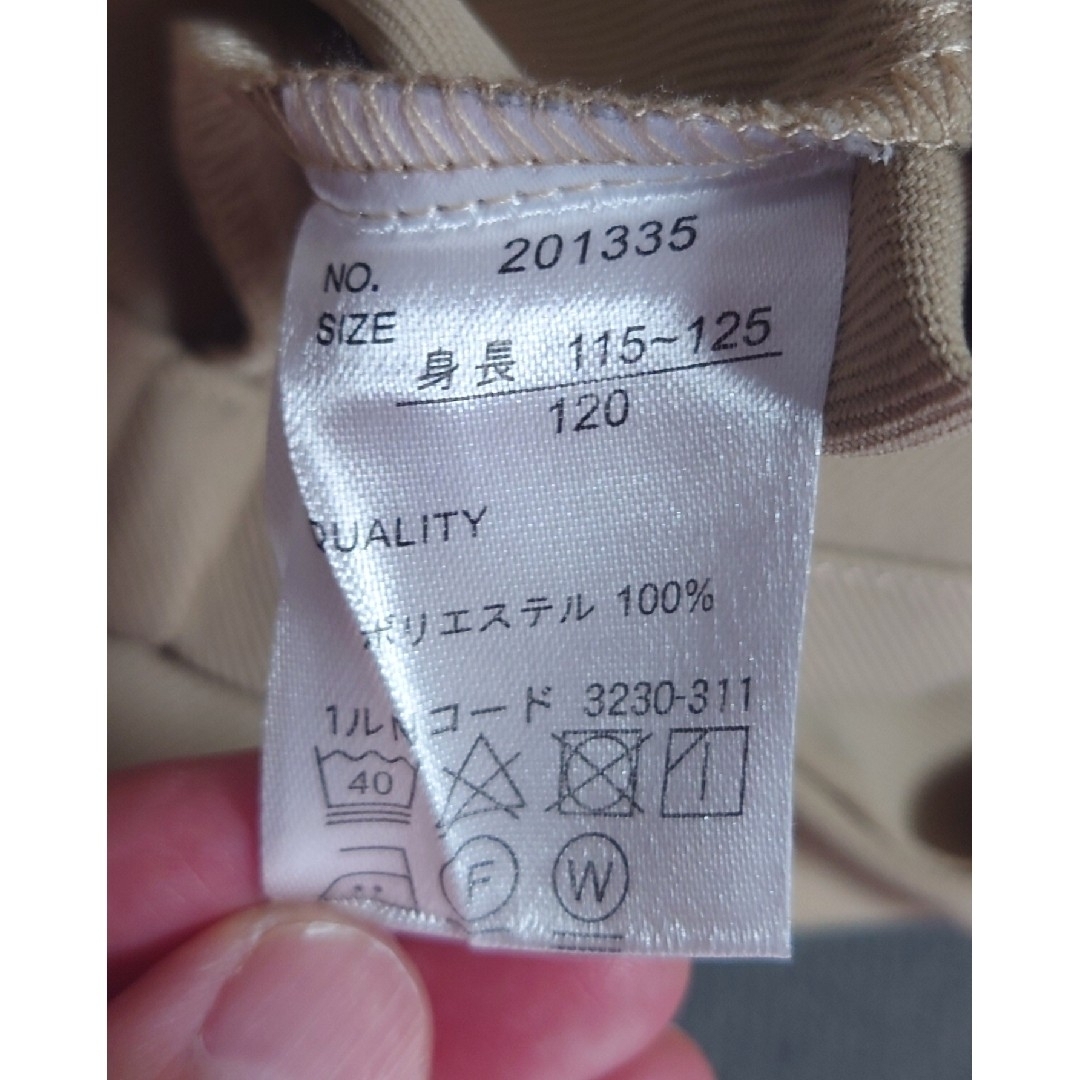 NO. 201335
SIZE
身長 115~125
120
QUALITY
ポリエステル 100%
コード 3230-311
40
F W